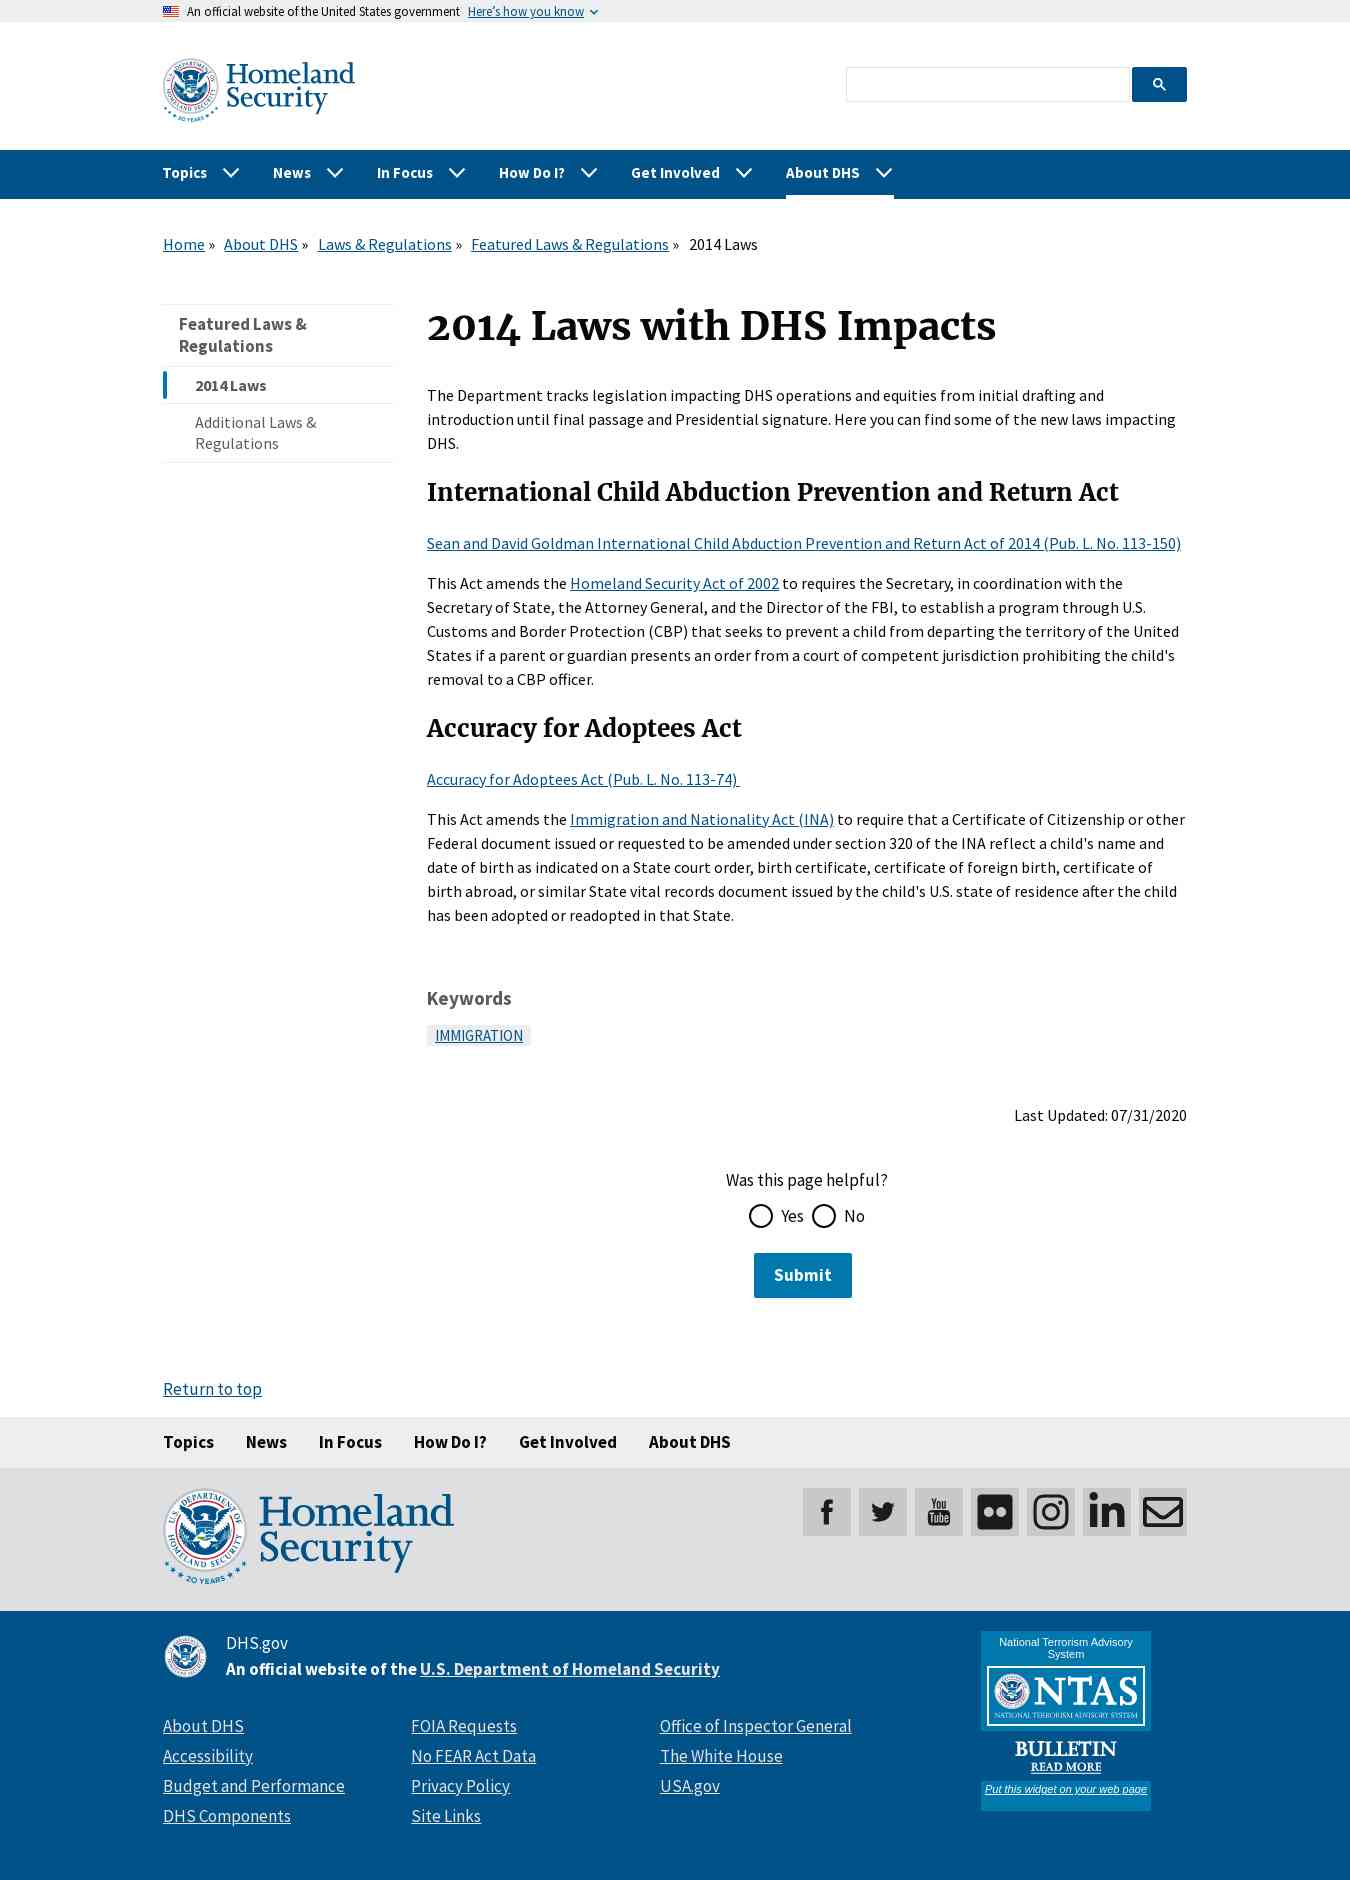 An official website of the United States government Here's how you know
U.S. DEPARTMENT OF HOMELAND SECURITY
20 YEARS
Homeland
Security
Topics News In Focus How Do I? Get Involved About DHS
Home » About DHS » Laws & Regulations » Featured Laws & Regulations » 2014 Laws
Featured Laws &
Regulations
2014 Laws
Additional Laws &
Regulations
2014 Laws with DHS Impacts
The Department tracks legislation impacting DHS operations and equities from initial drafting and
introduction until final passage and Presidential signature. Here you can find some of the new laws impacting
DHS.
International Child Abduction Prevention and Return Act
Sean and David Goldman International Child Abduction Prevention and Return Act of 2014 (Pub. L. No. 113-150)
This Act amends the Homeland Security Act of 2002 to requires the Secretary, in coordination with the
Secretary of State, the Attorney General, and the Director of the FBI, to establish a program through U.S.
Customs and Border Protection (CBP) that seeks to prevent a child from departing the territory of the United
States if a parent or guardian presents an order from a court of competent jurisdiction prohibiting the child's
removal to a CBP officer.
Accuracy for Adoptees Act
Accuracy for Adoptees Act (Pub. L. No. 113-74)
This Act amends the Immigration and Nationality Act (INA) to require that a Certificate of Citizenship or other
Federal document issued or requested to be amended under section 320 of the INA reflect a child's name and
date of birth as indicated on a State court order, birth certificate, certificate of foreign birth, certificate of
birth abroad, or similar State vital records document issued by the child's U.S. state of residence after the child
has been adopted or readopted in that State.
Keywords
IMMIGRATION
Last Updated: 07/31/2020
Was this page helpful?
Yes No
Submit
Return to top
Topics News In Focus How Do I? Get Involved About DHS
U.S. DEPARTMENT OF HOMELAND SECURITY
20 YEARS
Homeland
Security
You
Tube
DHS.gov
An official website of the U.S. Department of Homeland Security
About DHS
Accessibility
Budget and Performance
DHS Components
FOIA Requests
No FEAR Act Data
Privacy Policy
Site Links
Office of Inspector General
The White House
USA.gov
National Terrorism Advisory
System
NTAS
NATIONAL TERRORISM ADVISORY SYSTEM
BULLETIN
READ MORE
Put this widget on your web page